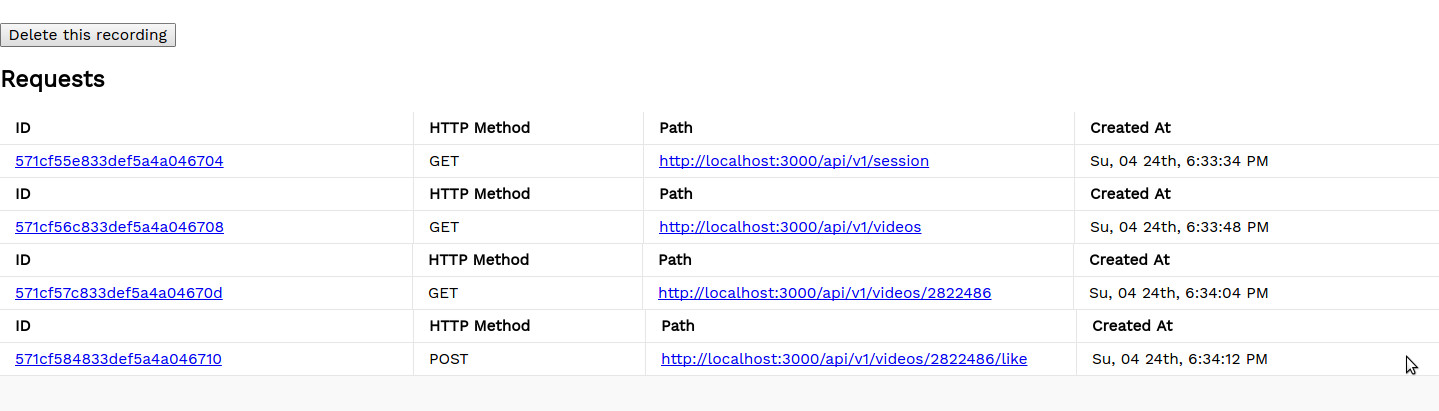 Delete this recording
Requests
ID HTTP Method Path Created At
571cf55e833def5a4a046704 GET http://localhost:3000/api/v1/session Su, 04 24th, 6:33:34 PM
ID HTTP Method Path Created At
571cf56c833def5a4a046708 GET http://localhost:3000/api/v1/videos Su, 04 24th, 6:33:48 PM
ID HTTP Method Path Created At
571cf57c833def5a4a04670d GET http://localhost:3000/api/v1/videos/2822486 Su, 04 24th, 6:34:04 PM
ID HTTP Method Path Created At
571cf584833def5a4a046710 POST http://localhost:3000/api/v1/videos/2822486/like Su, 04 24th, 6:34:12 PM